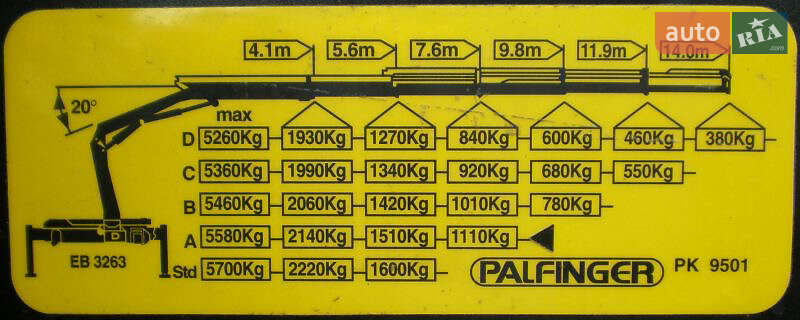 auto RIA .com
4.1m 5.6m 7.6m 9.8m 11.9m 14.0m
20°
max
D 5260Kg 1930Kg 1270Kg 840Kg 600Kg 460Kg 380Kg
C 5360Kg 1990Kg 1340Kg 920Kg 680Kg 550Kg
B 5460Kg 2060Kg 1420Kg 1010Kg 780Kg
A 5580Kg 2140Kg 1510Kg 1110Kg
D
EB 3263
Std 5700Kg 2220Kg 1600Kg
PALFINGER PK 9501